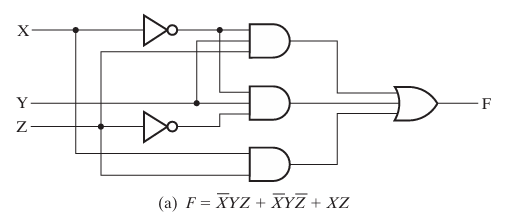 X
Y
Z
F
(a) F = X̅YZ + X̅YZ̅ + XZ